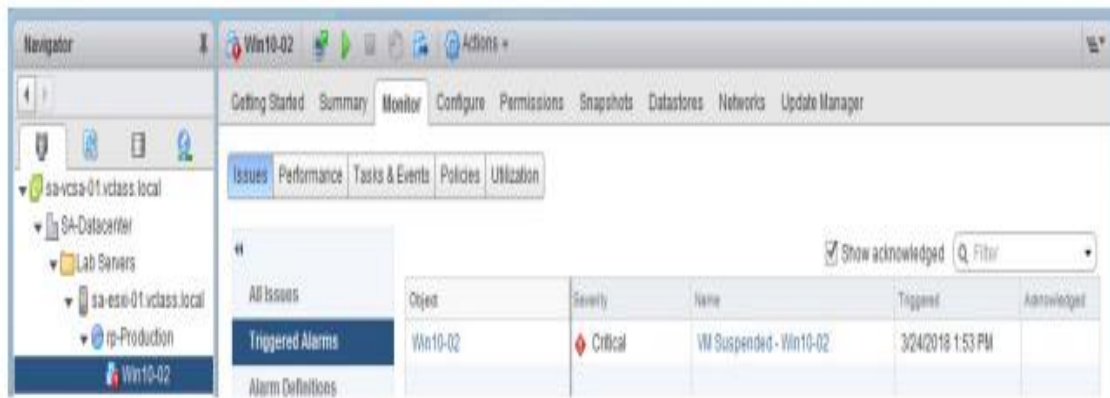 Navigator
Win10-02 Actions
Getting Started Summary Monitor Configure Permissions Snapshots Datastores Networks Update Manager
Issues Performance Tasks & Events Policies Utilization
sa-vcsa-01.vclass.local
SA-Datacenter
Lab Servers
sa-esxi-01.vclass.local
rp-Production
Win10-02
Show acknowledged Filter
All Issues
Triggered Alarms
Alarm Definitions
Object Severity Name Triggered Acknowledged
Win10-02 Critical VM Suspended - Win10-02 3/24/2018 1:53 PM